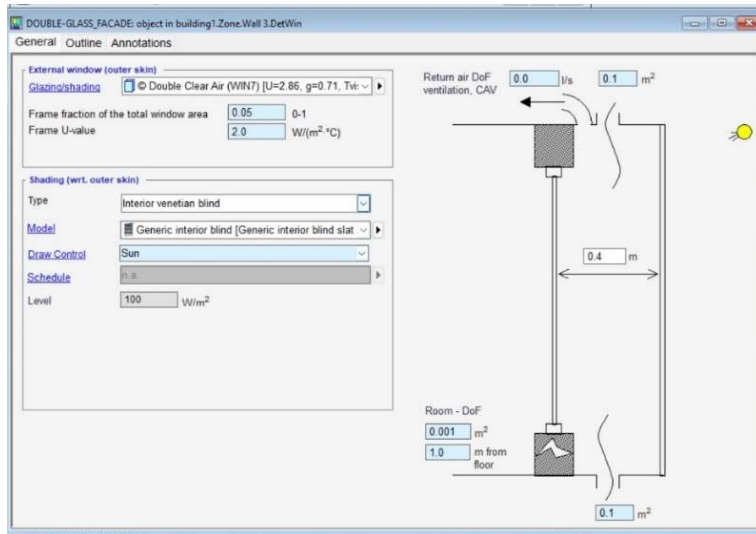 DOUBLE-GLASS_FACADE: object in building1.Zone.Wall 3.DetWin
General Outline Annotations
External window (outer skin)
Glazing/shading © Double Clear Air (WIN7) [U=2.86, g=0.71, Tvis
Frame fraction of the total window area 0.05 0-1
Frame U-value 2.0 W/(m²·°C)
Shading (wrt. outer skin)
Type Interior venetian blind
Model Generic interior blind [Generic interior blind slat
Draw Control Sun
Schedule n.a.
Level 100 W/m²
Return air DoF 0.0 l/s 0.1 m²
ventilation, CAV
0.4 m
Room - DoF
0.001 m²
1.0 m from
floor
0.1 m²